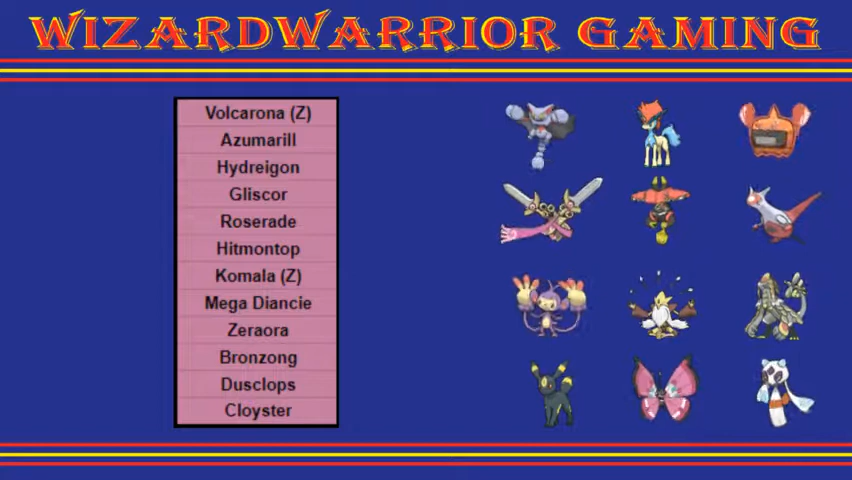 WIZARDWARRIOR GAMING
Volcarona (Z)
Azumarill
Hydreigon
Gliscor
Roserade
Hitmontop
Komala (Z)
Mega Diancie
Zeraora
Bronzong
Dusclops
Cloyster